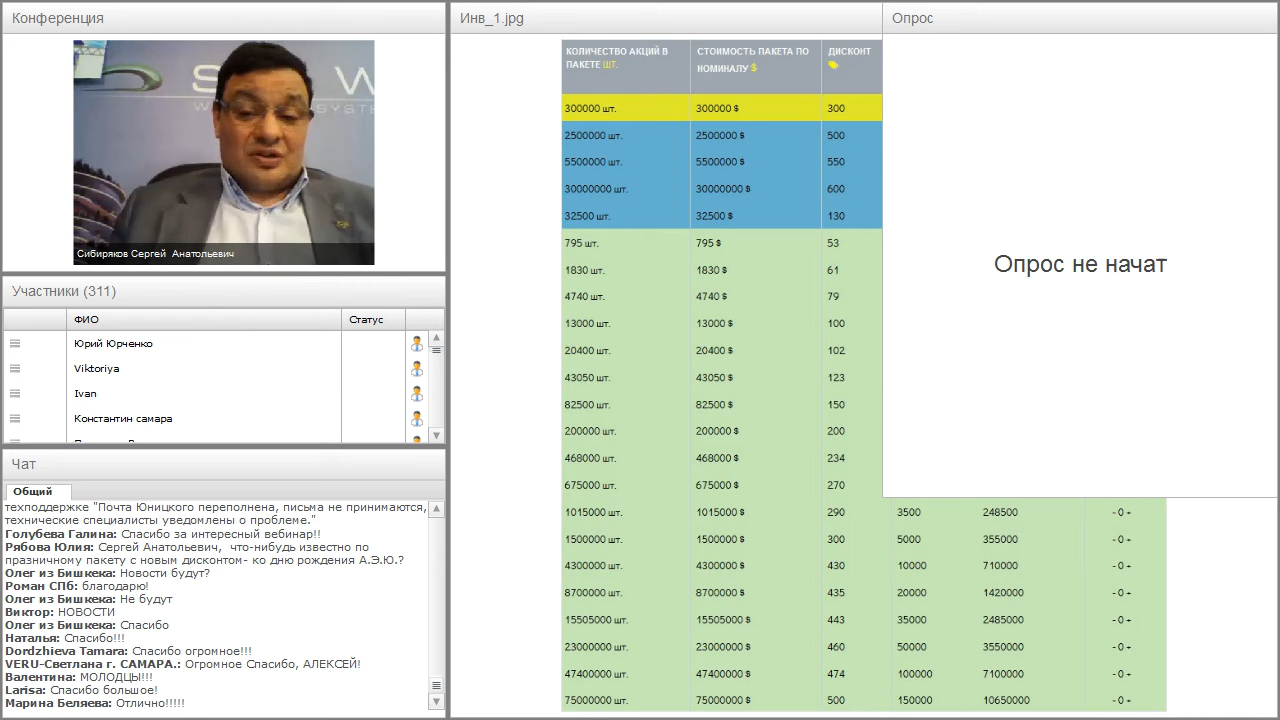 Конференция
S W
W SYSTE
Сибиряков Сергей Анатольевич
Участники (311)
ФИО Статус
Юрий Юрченко
Viktoriya
Ivan
Константин самара
Чат
Общий
техподдержке "Почта Юницкого переполнена, письма не принимаются,
технические специалисты уведомлены о проблеме."
Голубева Галина: Спасибо за интересный вебинар!!
Рябова Юлия: Сергей Анатольевич, что-нибудь известно по
празничному пакету с новым дисконтом- ко дню рождения А.Э.Ю.?
Олег из Бишкека: Новости будут?
Роман СПб: благодарю!
Олег из Бишкека: Не будут
Виктор: НОВОСТИ
Олег из Бишкека: Спасибо
Наталья: Спасибо!!!
Dordzhieva Tamara: Спасибо огромное!!!
VERU-Светлана г. САМАРА.: Огромное Спасибо, АЛЕКСЕЙ!
Валентина: МОЛОДЦЫ!!!
Larisa: Спасибо большое!
Марина Беляева: Отлично!!!!!
Инв_1.jpg
КОЛИЧЕСТВО АКЦИЙ В СТОИМОСТЬ ПАКЕТА ПО ДИСКОНТ
ПАКЕТЕ ШТ. НОМИНАЛУ $
300000 шт. 300000 $ 300
2500000 шт. 2500000 $ 500
5500000 шт. 5500000 $ 550
30000000 шт. 30000000 $ 600
32500 шт. 32500 $ 130
795 шт. 795 $ 53
1830 шт. 1830 $ 61
4740 шт. 4740 $ 79
13000 шт. 13000 $ 100
20400 шт. 20400 $ 102
43050 шт. 43050 $ 123
82500 шт. 82500 $ 150
200000 шт. 200000 $ 200
468000 шт. 468000 $ 234
675000 шт. 675000 $ 270
1015000 шт. 1015000 $ 290 3500 248500 - 0 +
1500000 шт. 1500000 $ 300 5000 355000 - 0 +
4300000 шт. 4300000 $ 430 10000 710000 - 0 +
8700000 шт. 8700000 $ 435 20000 1420000 - 0 +
15505000 шт. 15505000 $ 443 35000 2485000 - 0 +
23000000 шт. 23000000 $ 460 50000 3550000 - 0 +
47400000 шт. 47400000 $ 474 100000 7100000 - 0 +
75000000 шт. 75000000 $ 500 150000 10650000 - 0 +
Опрос
Опрос не начат